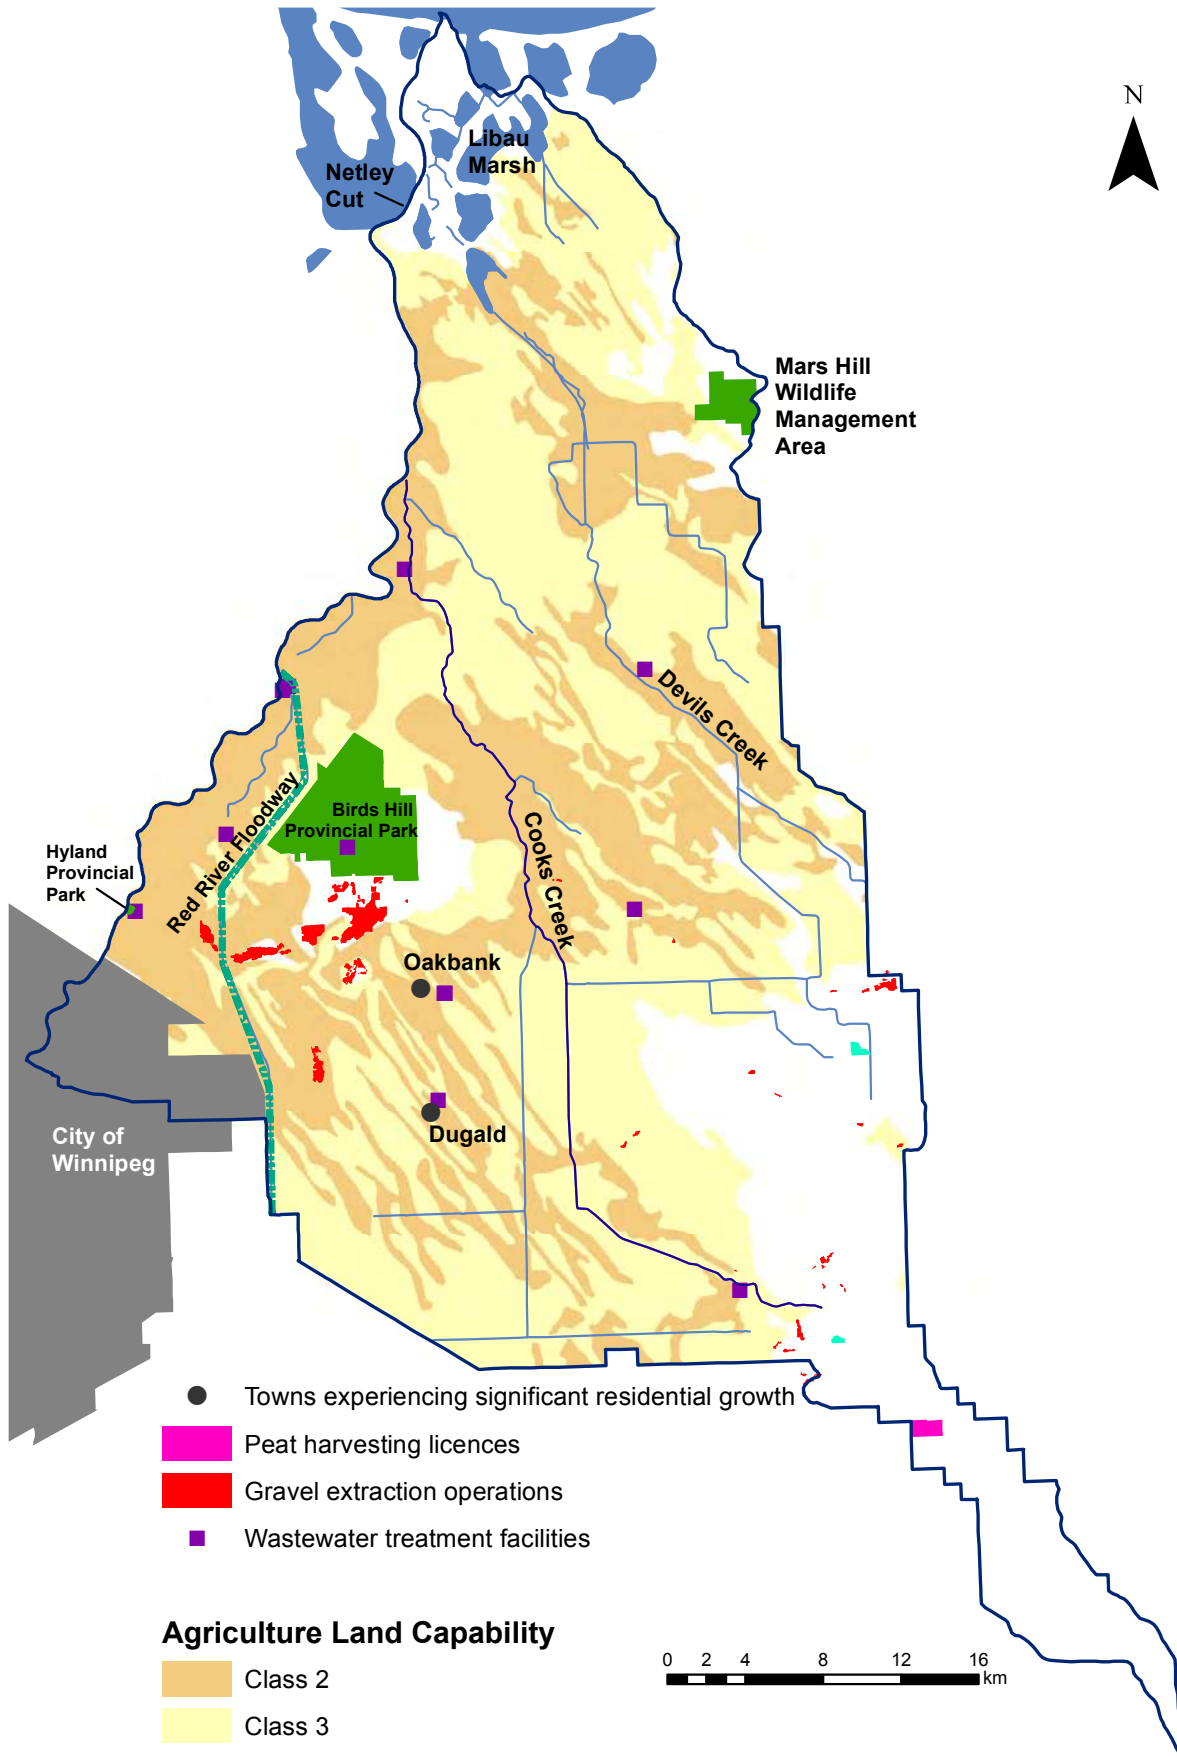 N
Libau
Marsh
Netley
Cut
Mars Hill
Wildlife
Management
Area
Devils Creek
Birds Hill
Provincial Park
Red River Floodway
Cooks Creek
Hyland
Provincial
Park
Oakbank
Dugald
City of
Winnipeg
Towns experiencing significant residential growth
Peat harvesting licences
Gravel extraction operations
Wastewater treatment facilities
Agriculture Land Capability
Class 2
Class 3
0 2 4 8 12 16
km